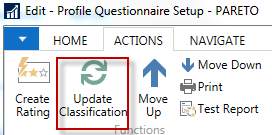 Edit - Profile Questionnaire Setup - PARETO
HOME
ACTIONS
NAVIGATE
Create
Rating
Update
Classification
Move
Up
Move Down
Print
Test Report
Functions